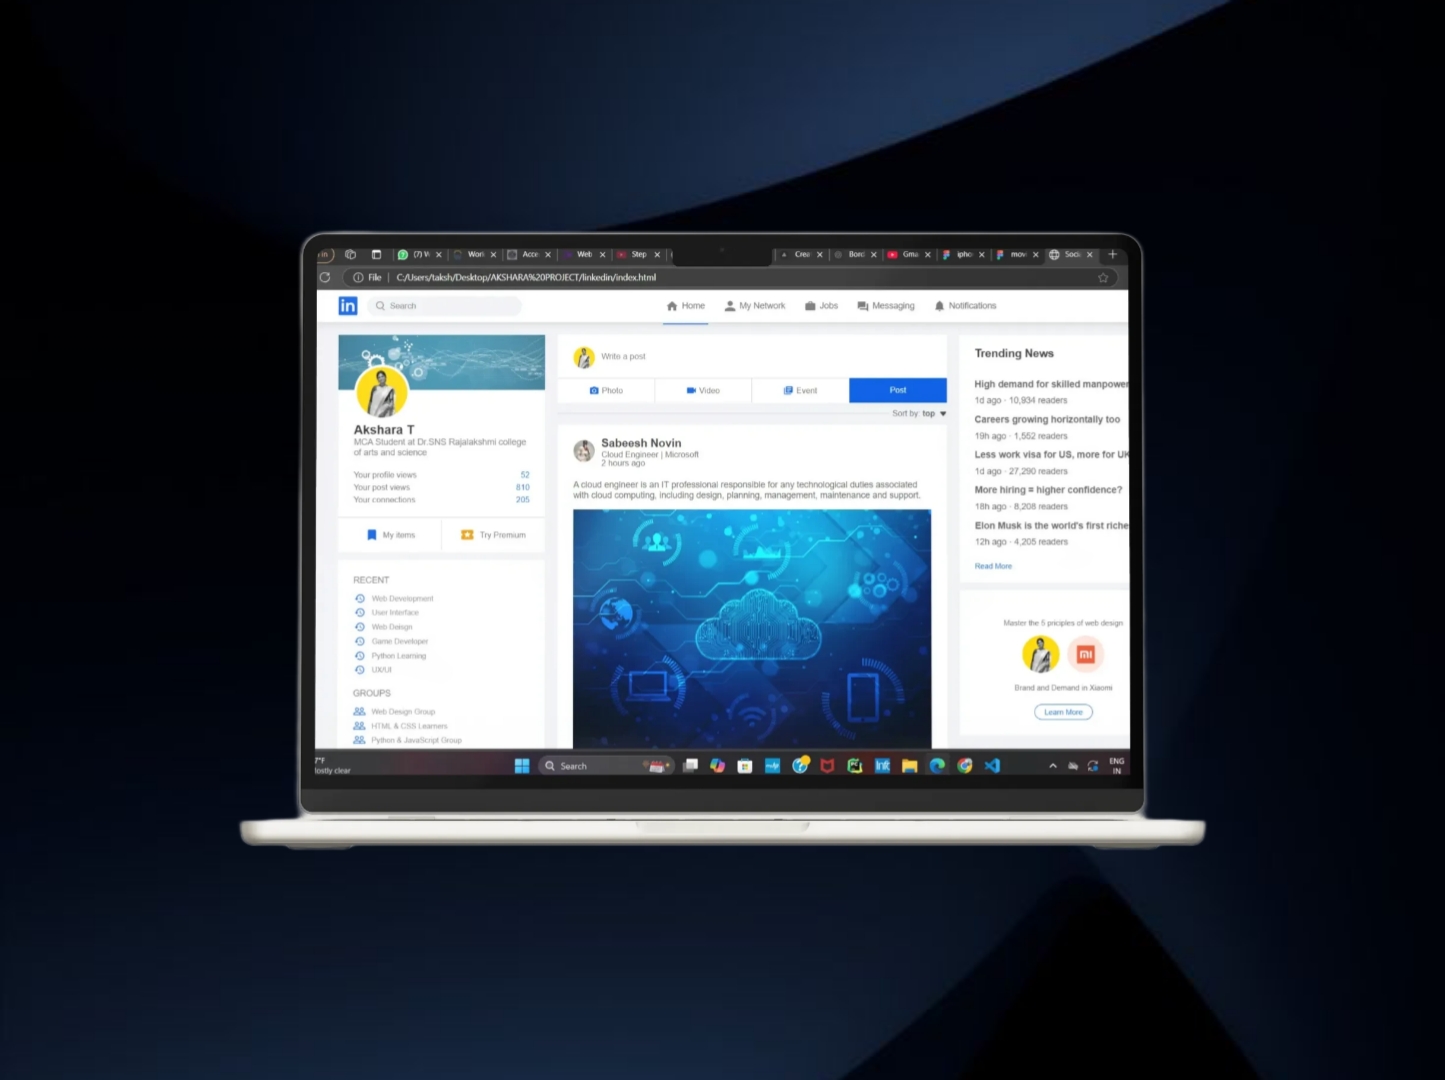 in
(7) W
Wor
Acce
Web
Step
Crea
Bord
Gma
ipho
mov
Soci
File
C:/Users/taksh/Desktop/AKSHARA%20PROJECT/linkedin/index.html
in
Search
Home
My Network
Jobs
Messaging
Notifications
Akshara T
MCA Student at Dr.SNS Rajalakshmi college
of arts and science
Your profile views 52
Your post views 810
Your connections 205
My items
Try Premium
RECENT
Web Development
User Interface
Web Deisgn
Game Developer
Python Learning
UX/UI
GROUPS
Web Design Group
HTML & CSS Learners
Python & JavaScript Group
Write a post
Photo
Video
Event
Post
Sort by: top
Sabeesh Novin
Cloud Engineer | Microsoft
2 hours ago
A cloud engineer is an IT professional responsible for any technological duties associated
with cloud computing, including design, planning, management, maintenance and support.
Trending News
High demand for skilled manpower
1d ago · 10,934 readers
Careers growing horizontally too
19h ago · 1,552 readers
Less work visa for US, more for UK
1d ago · 27,290 readers
More hiring = higher confidence?
18h ago · 8,208 readers
Elon Musk is the world's first riche
12h ago · 4,205 readers
Read More
Master the 5 priciples of web design
mi
Brand and Demand in Xiaomi
Learn More
7°F
lostly clear
Search
ENG
IN